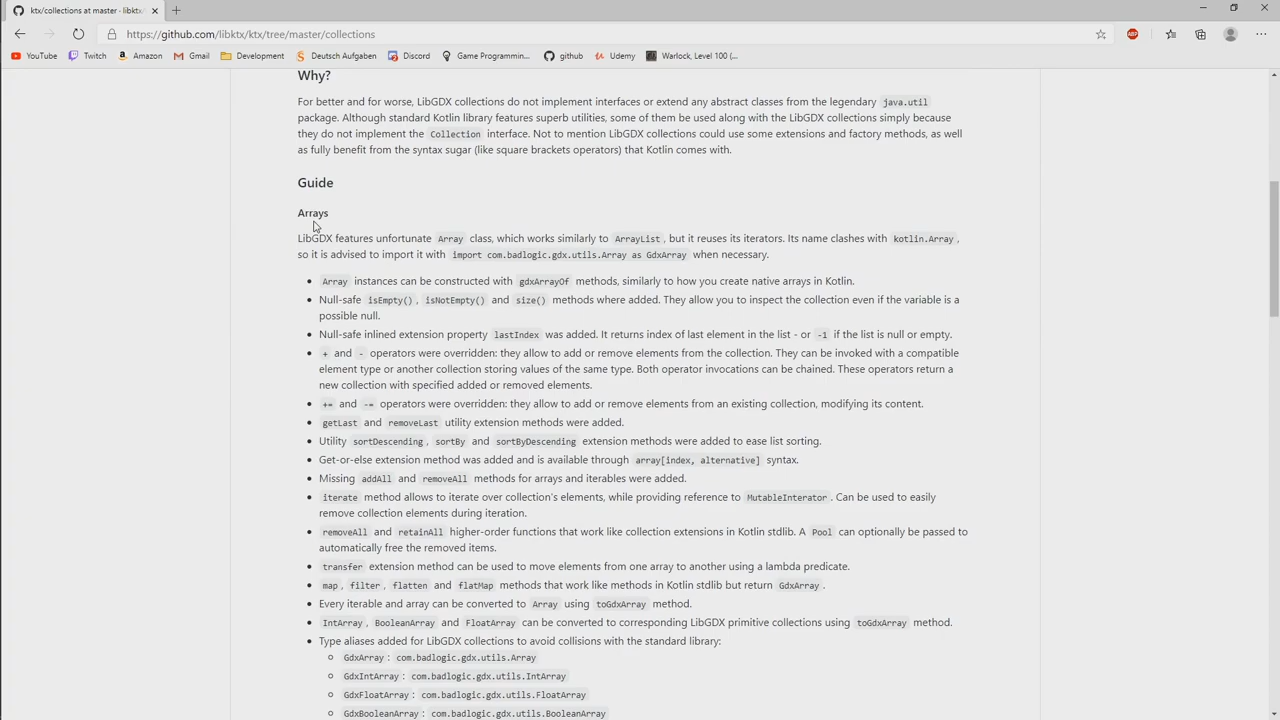 ktx/collections at master · libktx/
https://github.com/libktx/ktx/tree/master/collections
YouTube Twitch Amazon Gmail Development Deutsch Aufgaben Discord Game Programmin... github Udemy Warlock, Level 100 (...
Why?
For better and for worse, LibGDX collections do not implement interfaces or extend any abstract classes from the legendary java.util
package. Although standard Kotlin library features superb utilities, some of them be used along with the LibGDX collections simply because
they do not implement the Collection interface. Not to mention LibGDX collections could use some extensions and factory methods, as well
as fully benefit from the syntax sugar (like square brackets operators) that Kotlin comes with.
Guide
Arrays
LibGDX features unfortunate Array class, which works similarly to ArrayList, but it reuses its iterators. Its name clashes with kotlin.Array,
so it is advised to import it with import com.badlogic.gdx.utils.Array as GdxArray when necessary.
• Array instances can be constructed with gdxArrayOf methods, similarly to how you create native arrays in Kotlin.
• Null-safe isEmpty(), isNotEmpty() and size() methods where added. They allow you to inspect the collection even if the variable is a
possible null.
• Null-safe inlined extension property lastIndex was added. It returns index of last element in the list - or -1 if the list is null or empty.
• + and - operators were overridden: they allow to add or remove elements from the collection. They can be invoked with a compatible
element type or another collection storing values of the same type. Both operator invocations can be chained. These operators return a
new collection with specified added or removed elements.
• += and -= operators were overridden: they allow to add or remove elements from an existing collection, modifying its content.
• getLast and removeLast utility extension methods were added.
• Utility sortDescending, sortBy and sortByDescending extension methods were added to ease list sorting.
• Get-or-else extension method was added and is available through array[index, alternative] syntax.
• Missing addAll and removeAll methods for arrays and iterables were added.
• iterate method allows to iterate over collection's elements, while providing reference to MutableInterator. Can be used to easily
remove collection elements during iteration.
• removeAll and retainAll higher-order functions that work like collection extensions in Kotlin stdlib. A Pool can optionally be passed to
automatically free the removed items.
• transfer extension method can be used to move elements from one array to another using a lambda predicate.
• map, filter, flatten and flatMap methods that work like methods in Kotlin stdlib but return GdxArray.
• Every iterable and array can be converted to Array using toGdxArray method.
• IntArray, BooleanArray and FloatArray can be converted to corresponding LibGDX primitive collections using toGdxArray method.
• Type aliases added for LibGDX collections to avoid collisions with the standard library:
○ GdxArray: com.badlogic.gdx.utils.Array
○ GdxIntArray: com.badlogic.gdx.utils.IntArray
○ GdxFloatArray: com.badlogic.gdx.utils.FloatArray
○ GdxBooleanArray: com.badlogic.gdx.utils.BooleanArray